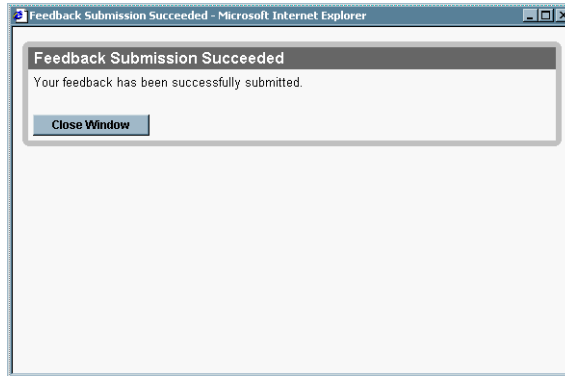 Feedback Submission Succeeded - Microsoft Internet Explorer
Feedback Submission Succeeded
Your feedback has been successfully submitted.
Close Window